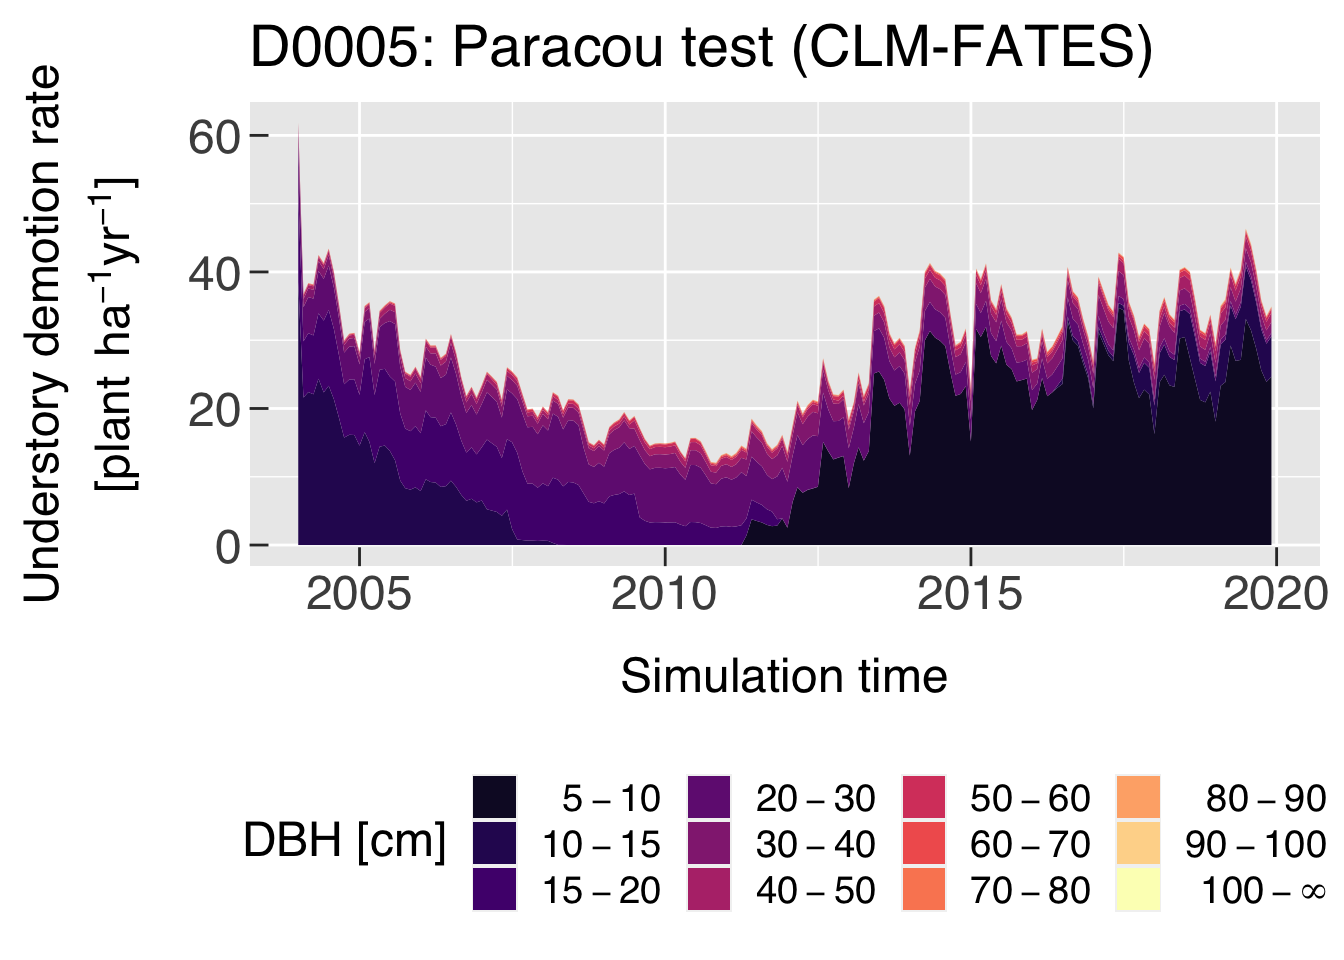 D0005: Paracou test (CLM-FATES)
Understory demotion rate
[plant ha⁻¹yr⁻¹]
60
40
20
0
2005 2010 2015 2020
Simulation time
DBH [cm]
5 – 10 20 – 30 50 – 60 80 – 90
10 – 15 30 – 40 60 – 70 90 – 100
15 – 20 40 – 50 70 – 80 100 – ∞